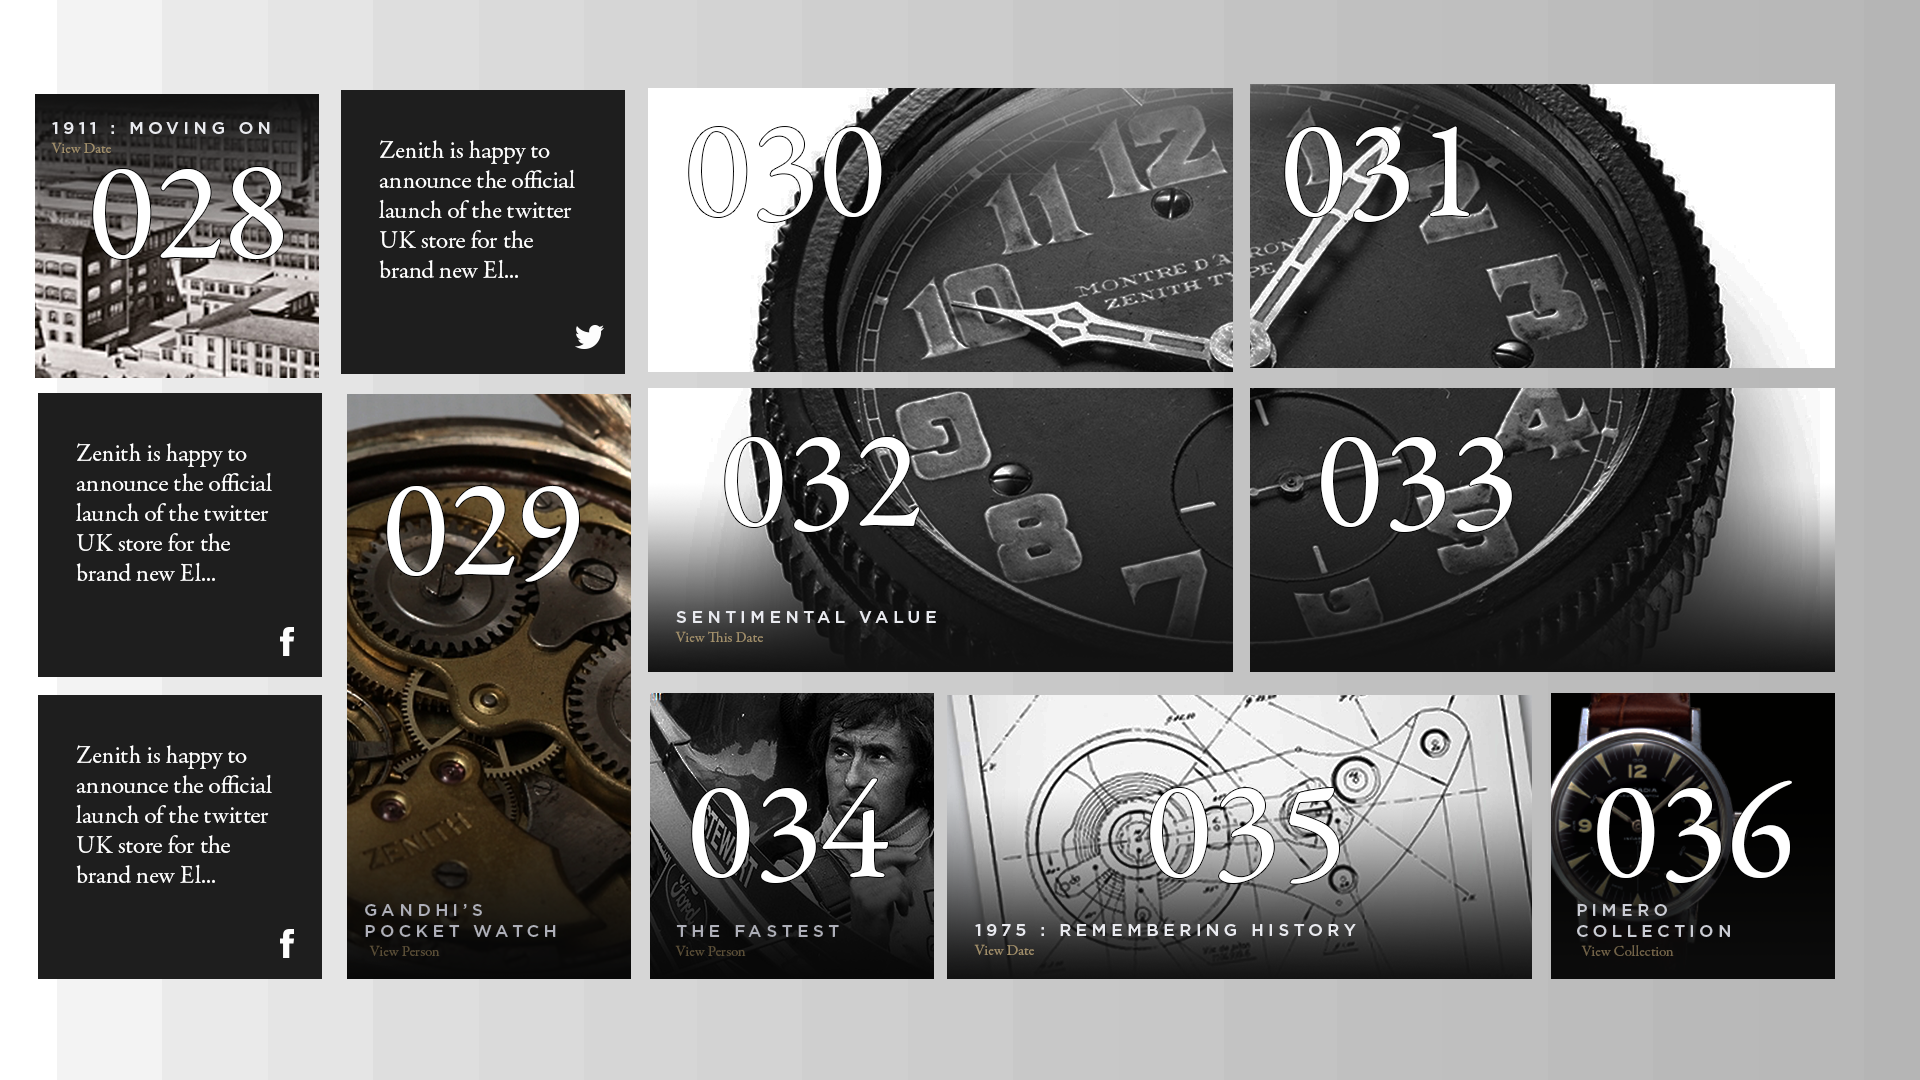 1911 : MOVING ON
View Date
028
Zenith is happy to
announce the official
launch of the twitter
UK store for the
brand new El...
030
12
11
10
MONTRE D'AÉRON
ZENITH TYPE
031
2
3
Zenith is happy to
announce the official
launch of the twitter
UK store for the
brand new El...
f
029
ZENITH
GANDHI'S
POCKET WATCH
View Person
032
9
8
7
SENTIMENTAL VALUE
View This Date
033
4
5
Zenith is happy to
announce the official
launch of the twitter
UK store for the
brand new El...
f
034
STEWART
Ford
THE FASTEST
View Person
035
1975 : REMEMBERING HISTORY
View Date
036
12
9
PIMERO
COLLECTION
View Collection